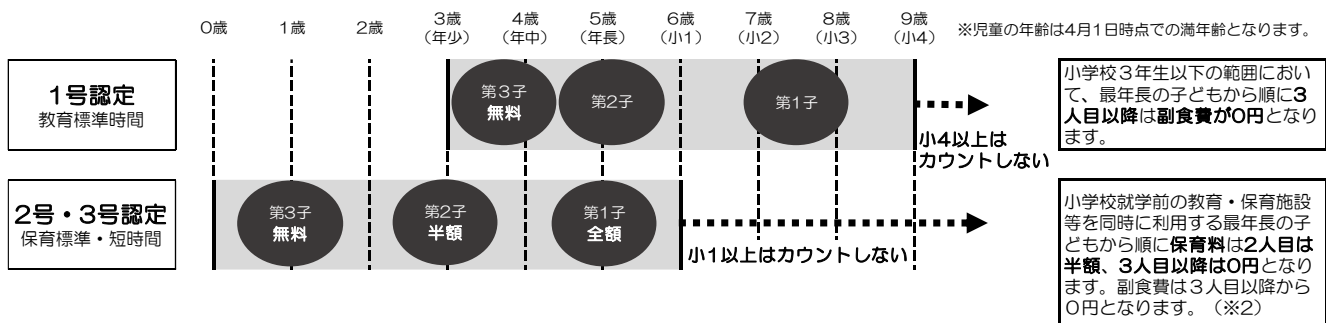 0歳 1歳 2歳 3歳 4歳 5歳 6歳 7歳 8歳 9歳
（年少） （年中） （年長） （小1） （小2） （小3） （小4）
※児童の年齢は4月1日時点での満年齢となります。
1号認定
教育標準時間
第3子
無料
第2子
第1子
小4以上は
カウントしない
小学校３年生以下の範囲におい
て、最年長の子どもから順に3
人目以降は副食費が0円となり
ます。
2号・3号認定
保育標準・短時間
第3子
無料
第2子
半額
第1子
全額
小1以上はカウントしない
小学校就学前の教育・保育施設
等を同時に利用する最年長の子
どもから順に保育料は2人目は
半額、3人目以降は0円となり
ます。副食費は３人目以降から
０円となります。（※2）